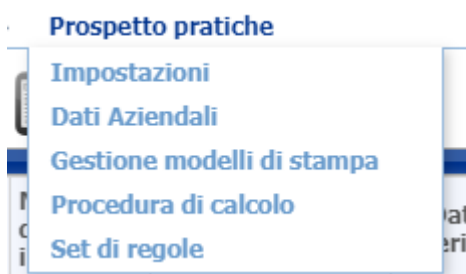 Prospetto pratiche
Impostazioni
Dati Aziendali
Gestione modelli di stampa
Procedura di calcolo
Set di regole